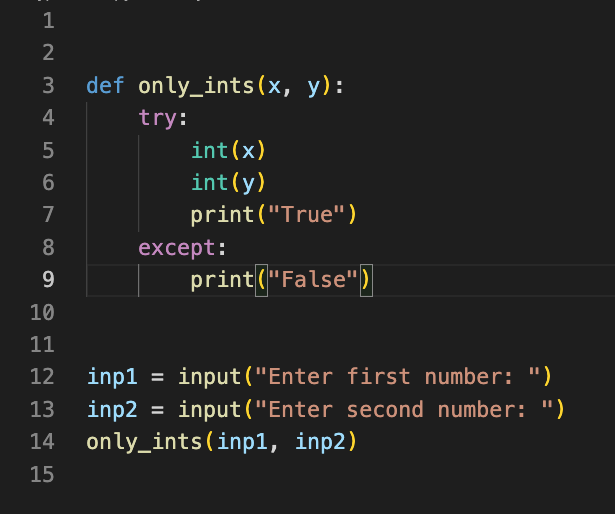 1
2
3 def only_ints(x, y):
4 try:
5 int(x)
6 int(y)
7 print("True")
8 except:
9 print("False")
10
11
12 inp1 = input("Enter first number: ")
13 inp2 = input("Enter second number: ")
14 only_ints(inp1, inp2)
15